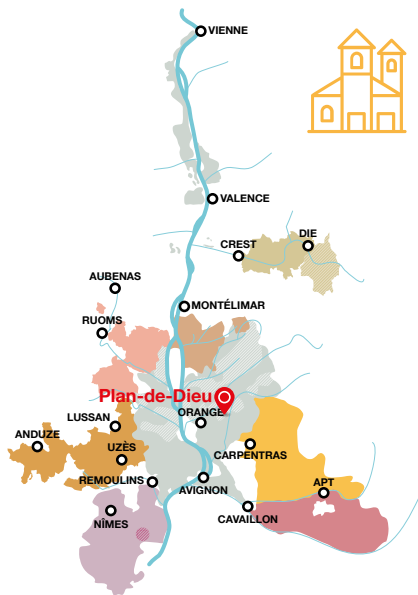 VIENNE
VALENCE
DIE
CREST
AUBENAS
MONTÉLIMAR
RUOMS
Plan-de-Dieu
ORANGE
LUSSAN
ANDUZE
UZÈS
CARPENTRAS
REMOULINS
AVIGNON
APT
NÎMES
CAVAILLON